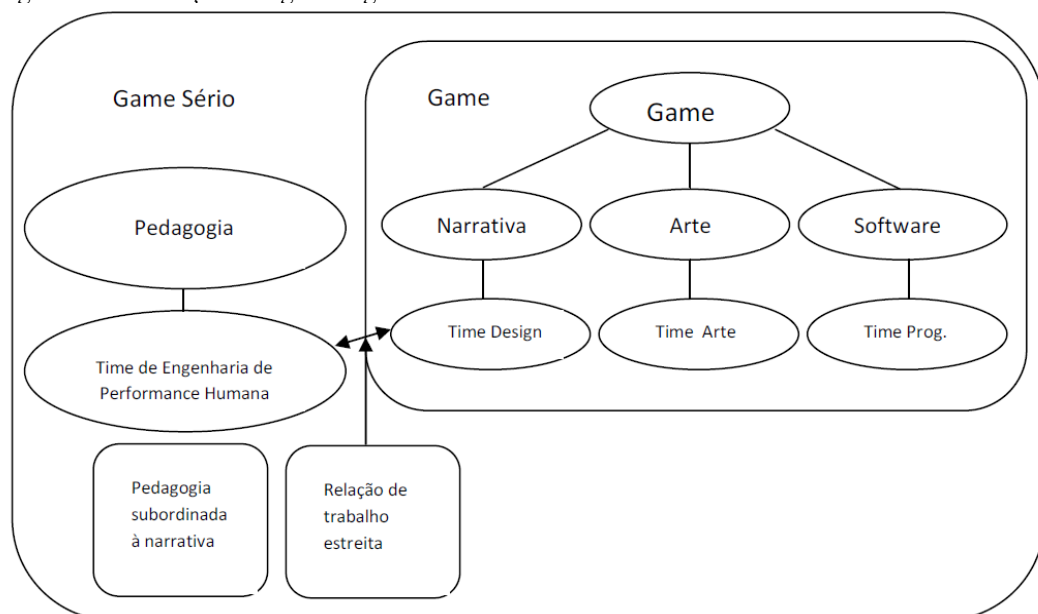 Game Sério
Game
Game
Pedagogia
Narrativa
Arte
Software
Time de Engenharia de
Performance Humana
Time Design
Time Arte
Time Prog.
Pedagogia
subordinada
à narrativa
Relação de
trabalho
estreita